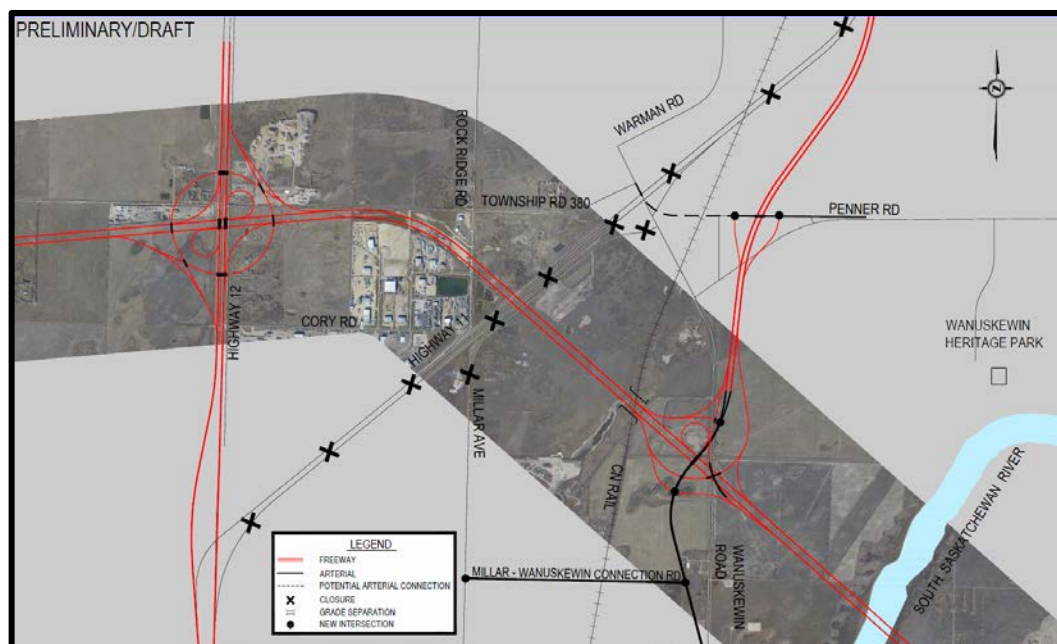 PRELIMINARY/DRAFT
N
WARMAN RD
ROCK RIDGE RD
TOWNSHIP RD 380
PENNER RD
HIGHWAY 12
CORY RD
HIGHWAY 11
WANUSKEWIN
HERITAGE PARK
MILLAR AVE
CN RAIL
WANUSKEWIN
ROAD
SOUTH SASKATCHEWAN RIVER
MILLAR - WANUSKEWIN CONNECTION RD
LEGEND
FREEWAY
ARTERIAL
POTENTIAL ARTERIAL CONNECTION
CLOSURE
GRADE SEPARATION
NEW INTERSECTION